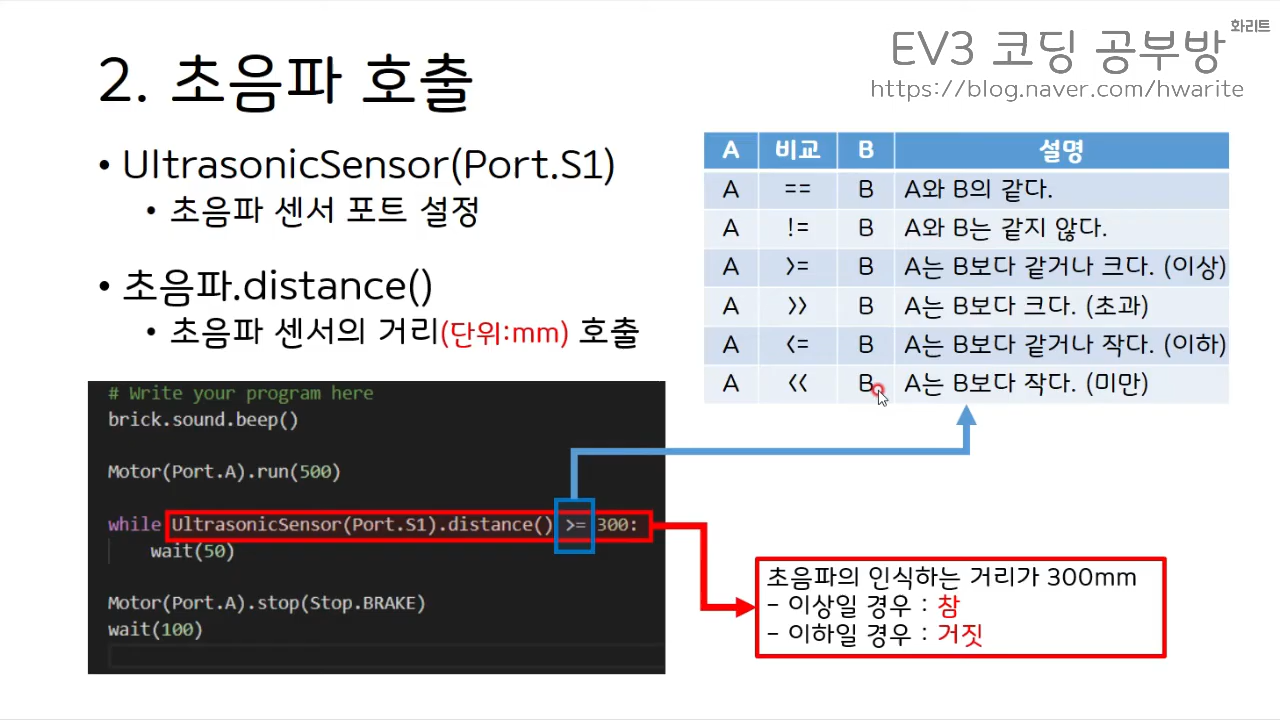 화리트
EV3 코딩 공부방
https://blog.naver.com/hwarite
2. 초음파 호출
• UltrasonicSensor(Port.S1)
• 초음파 센서 포트 설정
• 초음파.distance()
• 초음파 센서의 거리(단위:mm) 호출
A 비교 B 설명
A == B A와 B의 같다.
A != B A와 B는 같지 않다.
A >= B A는 B보다 같거나 크다. (이상)
A >> B A는 B보다 크다. (초과)
A <= B A는 B보다 같거나 작다. (이하)
A << B A는 B보다 작다. (미만)
# Write your program here
brick.sound.beep()
Motor(Port.A).run(500)
while UltrasonicSensor(Port.S1).distance() >= 300:
wait(50)
Motor(Port.A).stop(Stop.BRAKE)
wait(100)
초음파의 인식하는 거리가 300mm
- 이상일 경우 : 참
- 이하일 경우 : 거짓